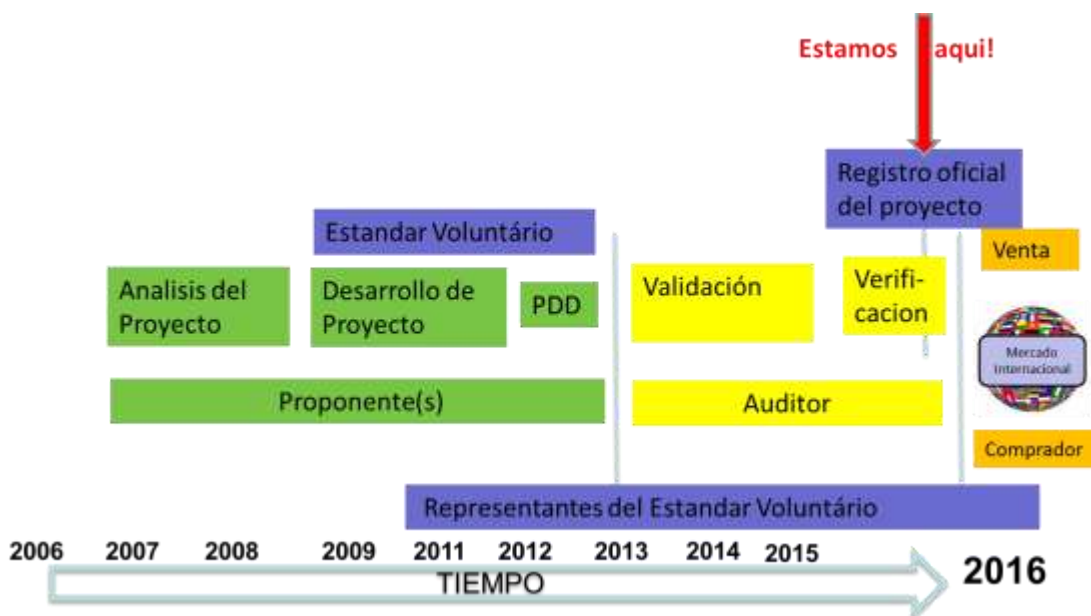 Estamos aqui!
Registro oficial
del proyecto
Estandar Voluntário
Venta
Analisis del
Proyecto
Desarrollo de
Proyecto
PDD
Validación
Verifi-
cacion
Mercado
Internacional
Proponente(s)
Auditor
Comprador
Representantes del Estandar Voluntário
2006 2007 2008 2009 2011 2012 2013 2014 2015 2016
TIEMPO